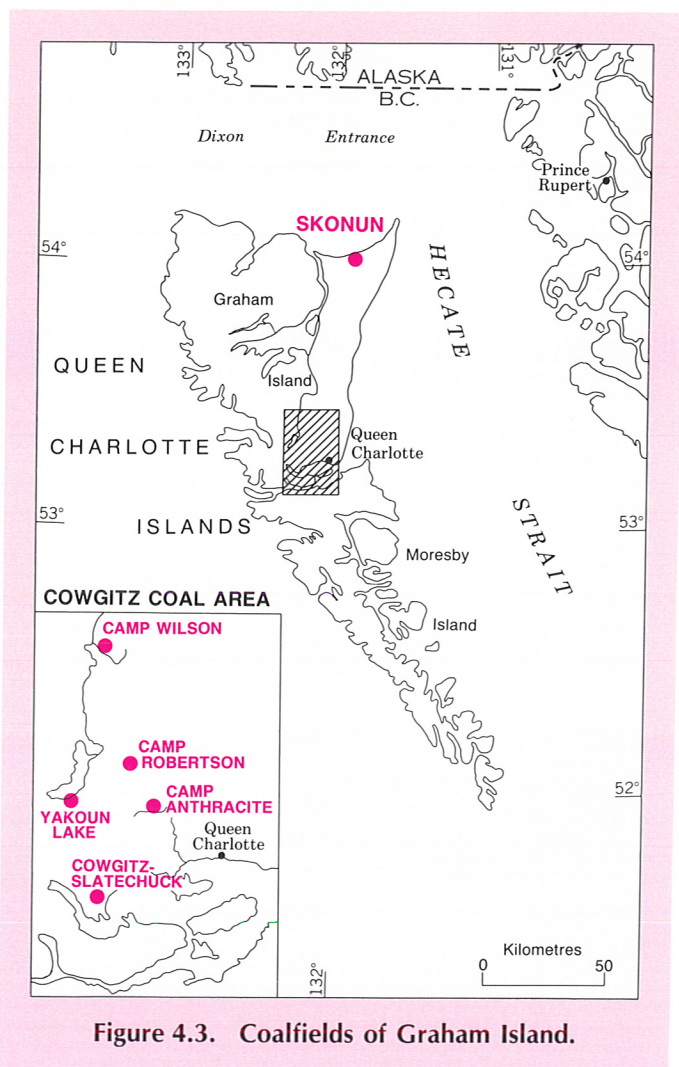 133°
132°
131°
ALASKA
B.C.
Dixon Entrance
Prince
Rupert
SKONUN
54°
54°
HECATE
Graham
QUEEN
Island
Queen
Charlotte
CHARLOTTE
53°
53°
ISLANDS
STRAIT
Moresby
Island
COWGITZ COAL AREA
CAMP WILSON
CAMP
ROBERTSON
CAMP
ANTHRACITE
YAKOUN
LAKE
Queen
Charlotte
COWGITZ-
SLATECHUCK
52°
132°
Kilometres
0 50
Figure 4.3. Coalfields of Graham Island.